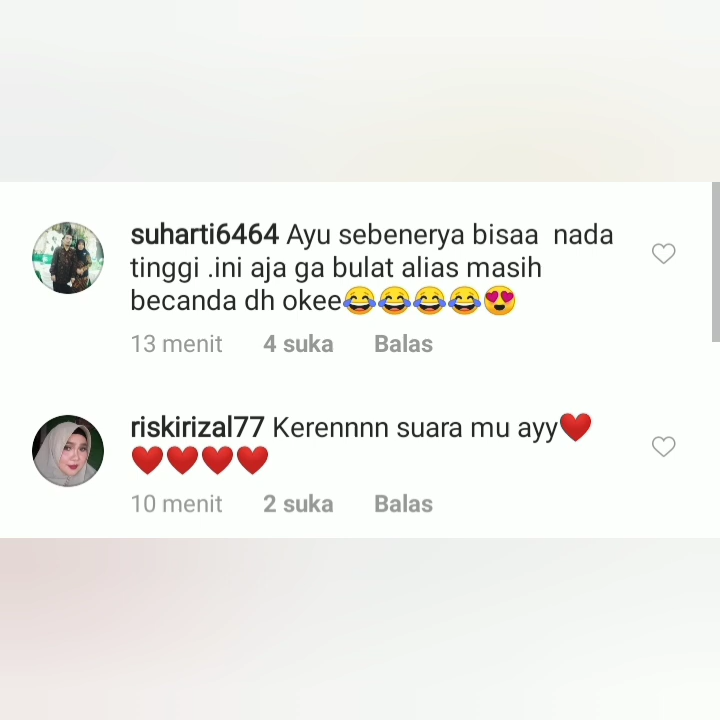 suharti6464 Ayu sebenerya bisaa  nada
tinggi .ini aja ga bulat alias masih
becanda dh okee😂😂😂😂😍
13 menit 4 suka Balas
riskirizal77 Kerennnn suara mu ayy❤️
❤️❤️❤️❤️
10 menit 2 suka Balas